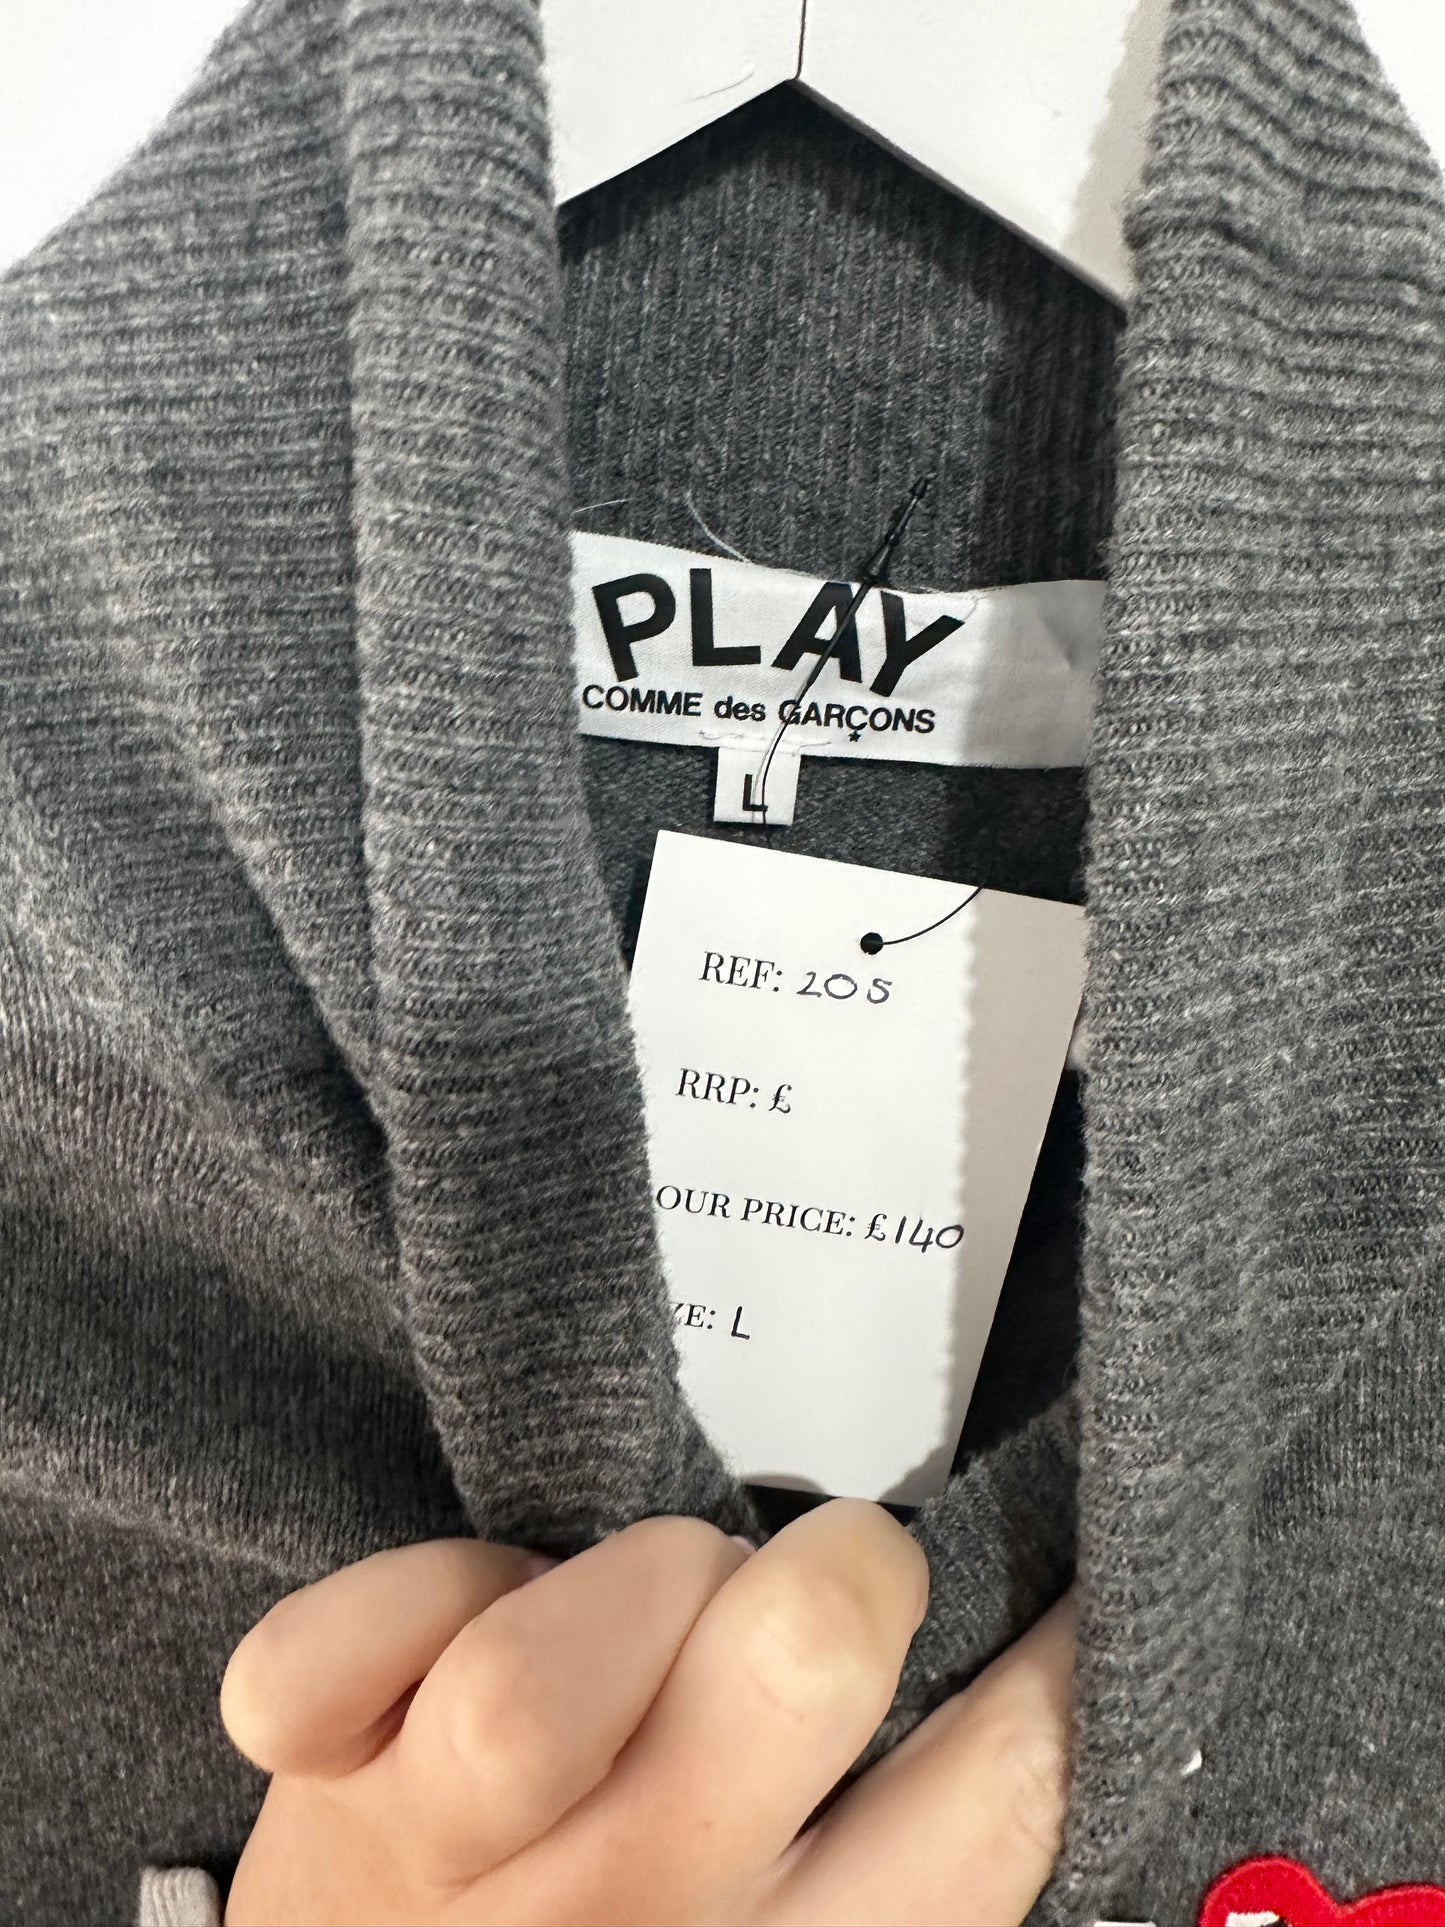 PLAY
COMME des GARÇONS
L
REF: 205
RRP: £
OUR PRICE: £140
ZE: L